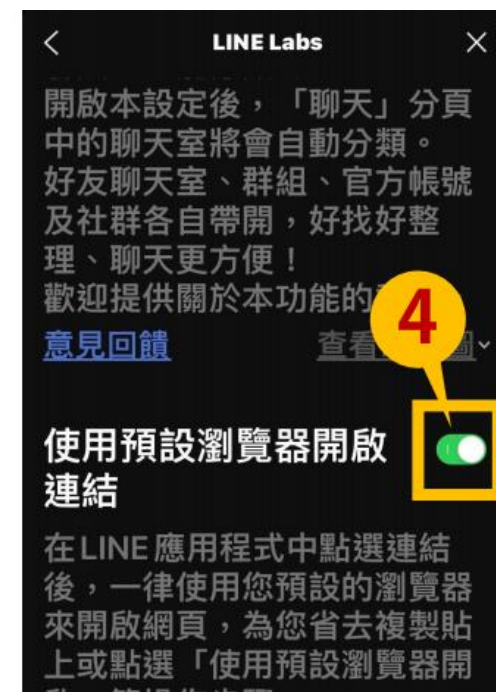 LINE Labs
開啟本設定後，「聊天」分頁
中的聊天室將會自動分類。
好友聊天室、群組、官方帳號
及社群各自帶開，好找好整
理、聊天更方便！
歡迎提供關於本功能的
4
意見回饋
查看
圖
使用預設瀏覽器開啟
連結
在LINE應用程式中點選連結
後，一律使用您預設的瀏覽器
來開啟網頁，為您省去複製貼
上或點選「使用預設瀏覽器開